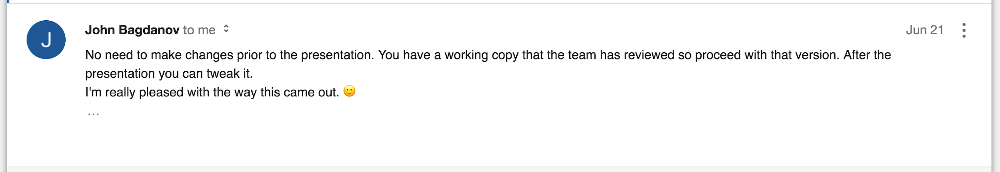 J
John Bagdanov to me
Jun 21
No need to make changes prior to the presentation. You have a working copy that the team has reviewed so proceed with that version. After the
presentation you can tweak it.
I'm really pleased with the way this came out. 🙂
...